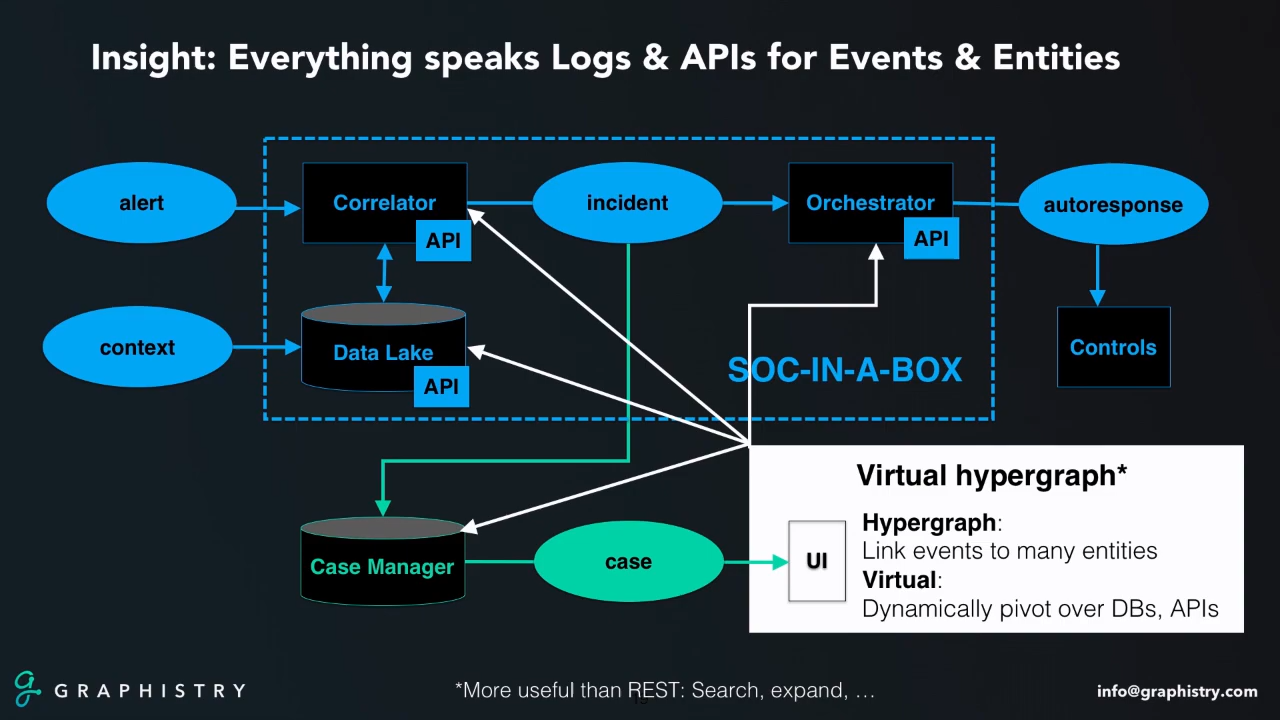 Insight: Everything speaks Logs & APIs for Events & Entities
alert
Correlator
API
incident
Orchestrator
API
autoresponse
context
Data Lake
API
SOC-IN-A-BOX
Controls
Virtual hypergraph*
Hypergraph:
Link events to many entities
Virtual:
Dynamically pivot over DBs, APIs
UI
Case Manager
case
GRAPHISTRY
*More useful than REST: Search, expand, …
info@graphistry.com